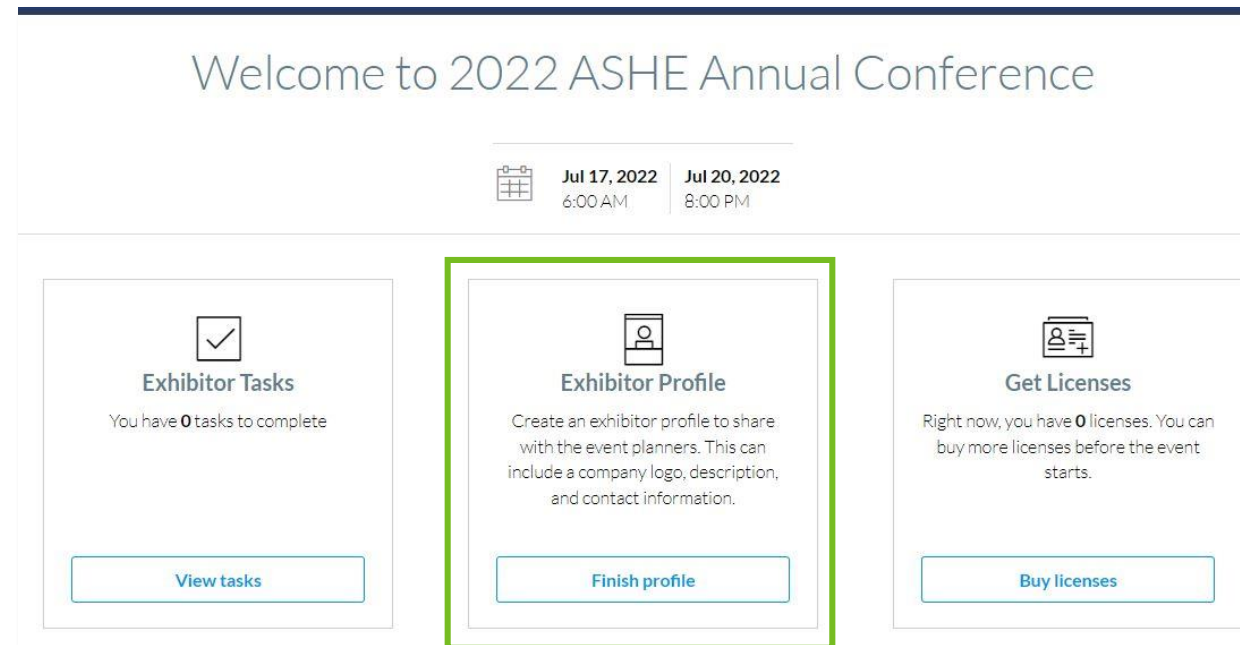 Welcome to 2022 ASHE Annual Conference
Jul 17, 2022
6:00 AM
Jul 20, 2022
8:00 PM
Exhibitor Tasks
You have 0 tasks to complete
View tasks
Exhibitor Profile
Create an exhibitor profile to share
with the event planners. This can
include a company logo, description,
and contact information.
Finish profile
Get Licenses
Right now, you have 0 licenses. You can
buy more licenses before the event
starts.
Buy licenses